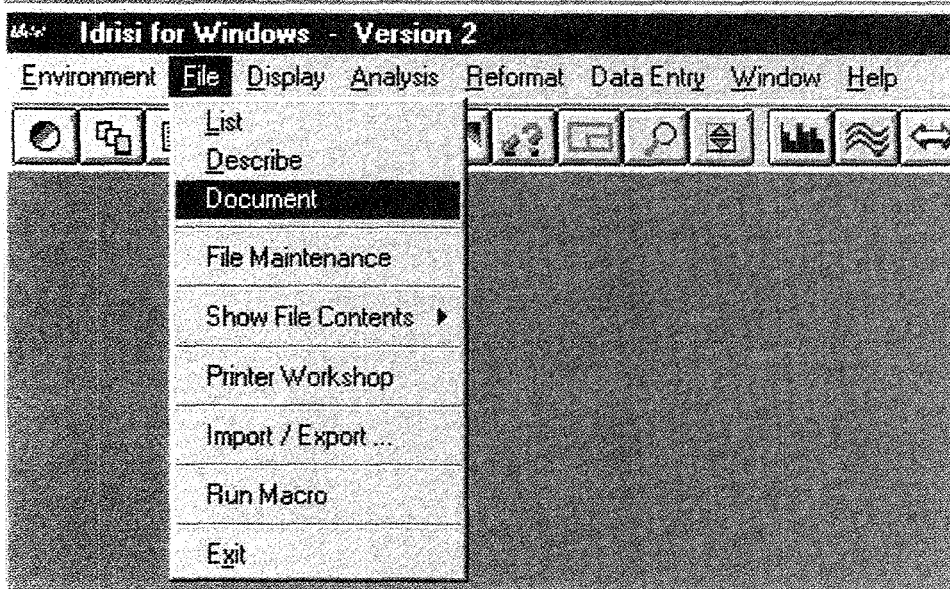 Idrisi for Windows - Version 2
Environment File Display Analysis Reformat Data Entry Window Help
List
Describe
Document
File Maintenance
Show File Contents
Printer Workshop
Import / Export ...
Run Macro
Exit